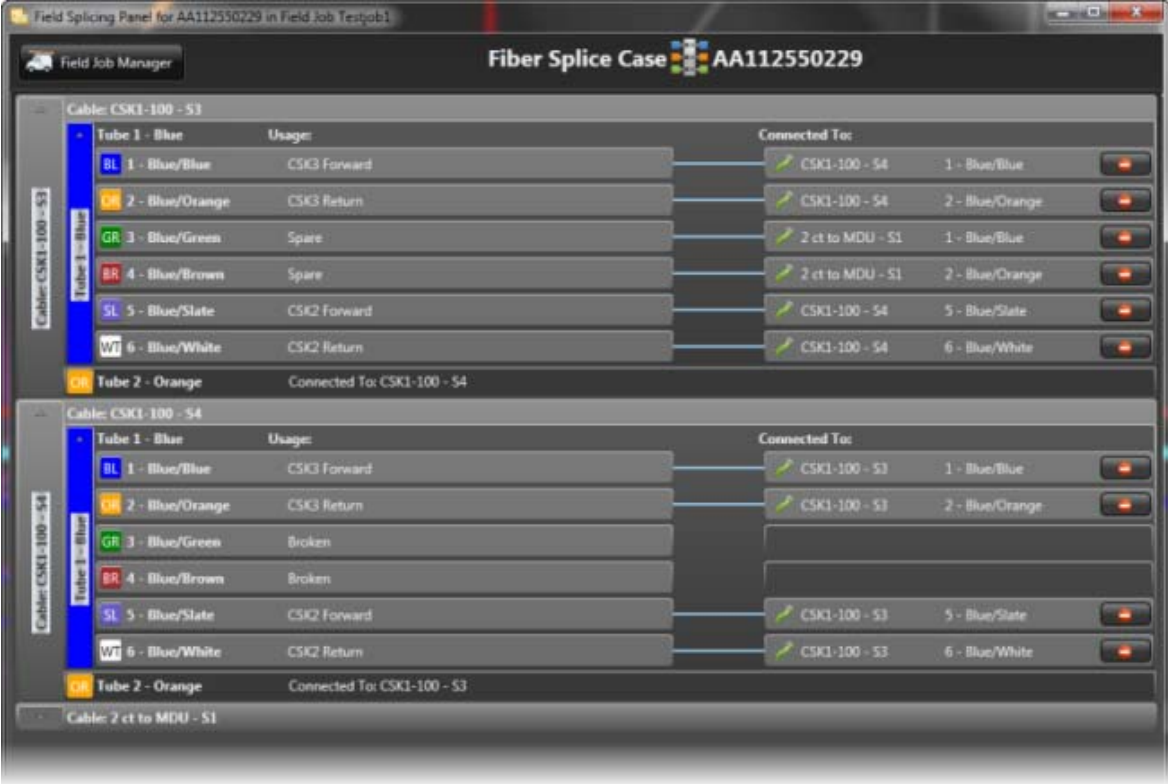 Field Splicing Panel for AA112550229 in Field Job Testjob1
Field Job Manager
Fiber Splice Case AA112550229
Cable: CSK1-100 - S3
Cable: CSK1-100 - S3
Tube 1 - Blue
Tube 1 - Blue Usage: Connected To:
BL 1 - Blue/Blue CSK3 Forward CSK1-100 - S4 1 - Blue/Blue
OR 2 - Blue/Orange CSK3 Return CSK1-100 - S4 2 - Blue/Orange
GR 3 - Blue/Green Spare 2 ct to MDU - S1 1 - Blue/Blue
BR 4 - Blue/Brown Spare 2 ct to MDU - S1 2 - Blue/Orange
SL 5 - Blue/Slate CSK2 Forward CSK1-100 - S4 5 - Blue/Slate
WT 6 - Blue/White CSK2 Return CSK1-100 - S4 6 - Blue/White
OR Tube 2 - Orange Connected To: CSK1-100 - S4
Cable: CSK1-100 - S4
Cable: CSK1-100 - S4
Tube 1 - Blue
Tube 1 - Blue Usage: Connected To:
BL 1 - Blue/Blue CSK3 Forward CSK1-100 - S3 1 - Blue/Blue
OR 2 - Blue/Orange CSK3 Return CSK1-100 - S3 2 - Blue/Orange
GR 3 - Blue/Green Broken
BR 4 - Blue/Brown Broken
SL 5 - Blue/Slate CSK2 Forward CSK1-100 - S3 5 - Blue/Slate
WT 6 - Blue/White CSK2 Return CSK1-100 - S3 6 - Blue/White
OR Tube 2 - Orange Connected To: CSK1-100 - S3
Cable: 2 ct to MDU - S1